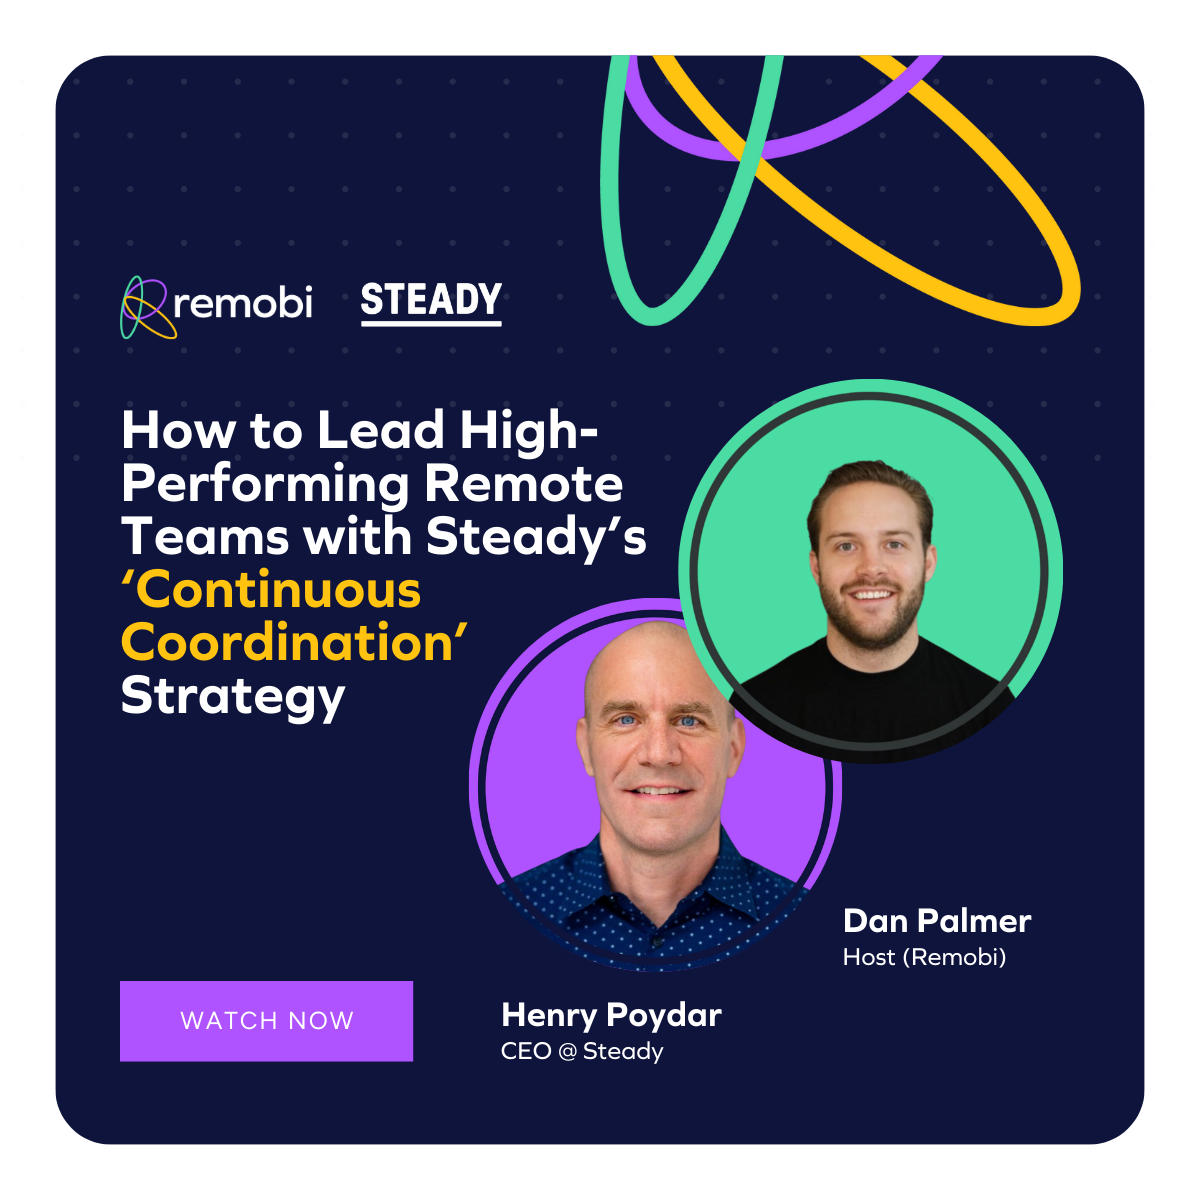 remobi
STEADY
How to Lead High-
Performing Remote
Teams with Steady’s
‘Continuous
Coordination’
Strategy
Dan Palmer
Host (Remobi)
Henry Poydar
CEO @ Steady
WATCH NOW